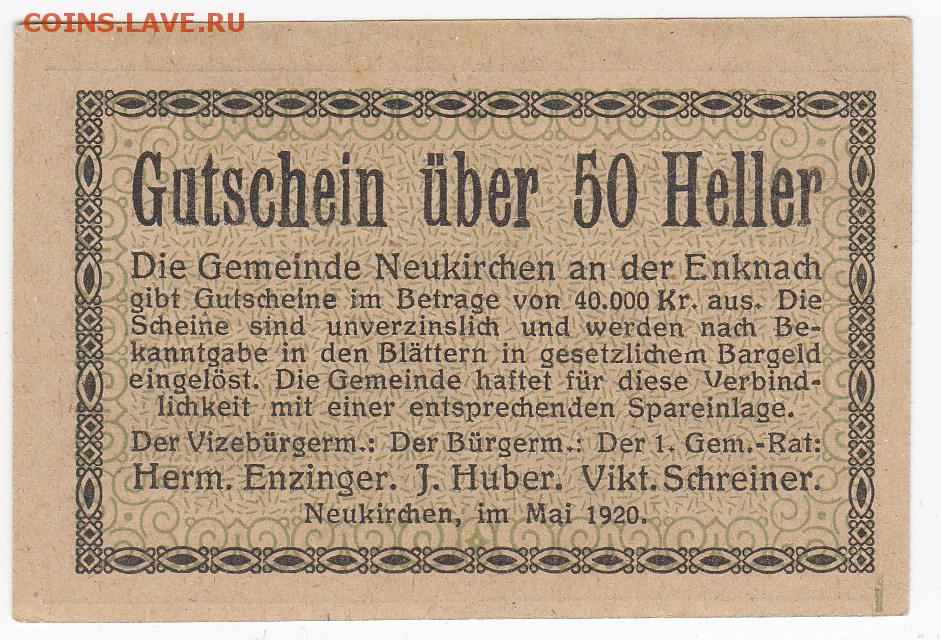 COINS.LAVE.RU
Gutschein über 50 Heller
Die Gemeinde Neukirchen an der Enknach
gibt Gutscheine im Betrage von 40.000 Kr. aus. Die
Scheine sind unverzinslich und werden nach Be-
kanntgabe in den Blättern in gesetzlichem Bargeld
eingelöst. Die Gemeinde haftet für diese Verbind-
lichkeit mit einer entsprechenden Spareinlage.
Der Vizebürgerm.: Der Bürgerm.: Der 1. Gem.-Rat:
Herm. Enzinger. J. Huber. Vikt. Schreiner.
Neukirchen, im Mai 1920.